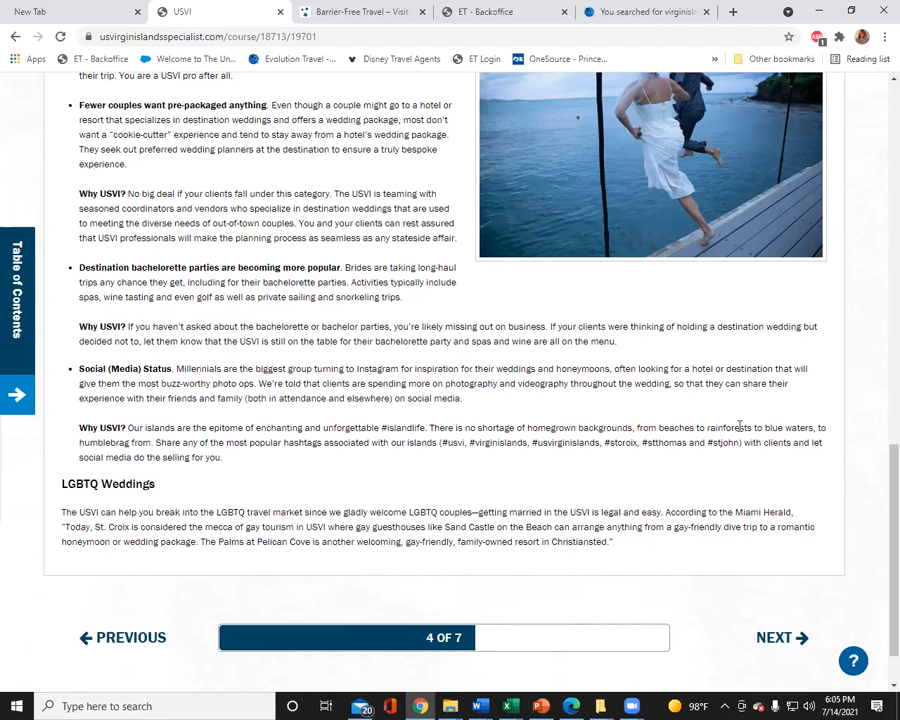 New Tab
USVI
Barrier-Free Travel – Visit
ET - Backoffice
You searched for virginisl
usvirginislandsspecialist.com/course/18713/19701
Apps
ET - Backoffice
Welcome to The Un...
Evolution Travel -...
Disney Travel Agents
ET Login
OneSource - Prince...
»
Other bookmarks
Reading list
their trip. You are a USVI pro after all.
• Fewer couples want pre-packaged anything. Even though a couple might go to a hotel or
resort that specializes in destination weddings and offers a wedding package, most don't
want a "cookie-cutter" experience and tend to stay away from a hotel's wedding package.
They seek out preferred wedding planners at the destination to ensure a truly bespoke
experience.
Why USVI? No big deal if your clients fall under this category. The USVI is teaming with
seasoned coordinators and vendors who specialize in destination weddings that are used
to meeting the diverse needs of out-of-town couples. You and your clients can rest assured
that USVI professionals will make the planning process as seamless as any stateside affair.
• Destination bachelorette parties are becoming more popular. Brides are taking long-haul
trips any chance they get, including for their bachelorette parties. Activities typically include
spas, wine tasting and even golf as well as private sailing and snorkeling trips.
Why USVI? If you haven't asked about the bachelorette or bachelor parties, you're likely missing out on business. If your clients were thinking of holding a destination wedding but
decided not to, let them know that the USVI is still on the table for their bachelorette party and spas and wine are all on the menu.
• Social (Media) Status. Millennials are the biggest group turning to Instagram for inspiration for their weddings and honeymoons, often looking for a hotel or destination that will
give them the most buzz-worthy photo ops. We're told that clients are spending more on photography and videography throughout the wedding, so that they can share their
experience with their friends and family (both in attendance and elsewhere) on social media.
Why USVI? Our islands are the epitome of enchanting and unforgettable #islandlife. There is no shortage of homegrown backgrounds, from beaches to rainforests to blue waters, to
humblebrag from. Share any of the most popular hashtags associated with our islands (#usvi, #virginislands, #usvirginislands, #stcroix, #stthomas and #stjohn) with clients and let
social media do the selling for you.
LGBTQ Weddings
The USVI can help you break into the LGBTQ travel market since we gladly welcome LGBTQ couples—getting married in the USVI is legal and easy. According to the Miami Herald,
"Today, St. Croix is considered the mecca of gay tourism in USVI where gay guesthouses like Sand Castle on the Beach can arrange anything from a gay-friendly dive trip to a romantic
honeymoon or wedding package. The Palms at Pelican Cove is another welcoming, gay-friendly, family-owned resort in Christiansted."
Table of Contents
PREVIOUS
4 OF 7
NEXT
?
Type here to search
20
98°F
6:05 PM
7/14/2021